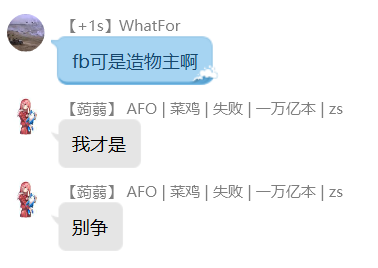 【+1s】WhatFor
fb可是造物主啊
【蒟蒻】 AFO | 菜鸡 | 失败 | 一万亿本 | zs
我才是
【蒟蒻】 AFO | 菜鸡 | 失败 | 一万亿本 | zs
别争